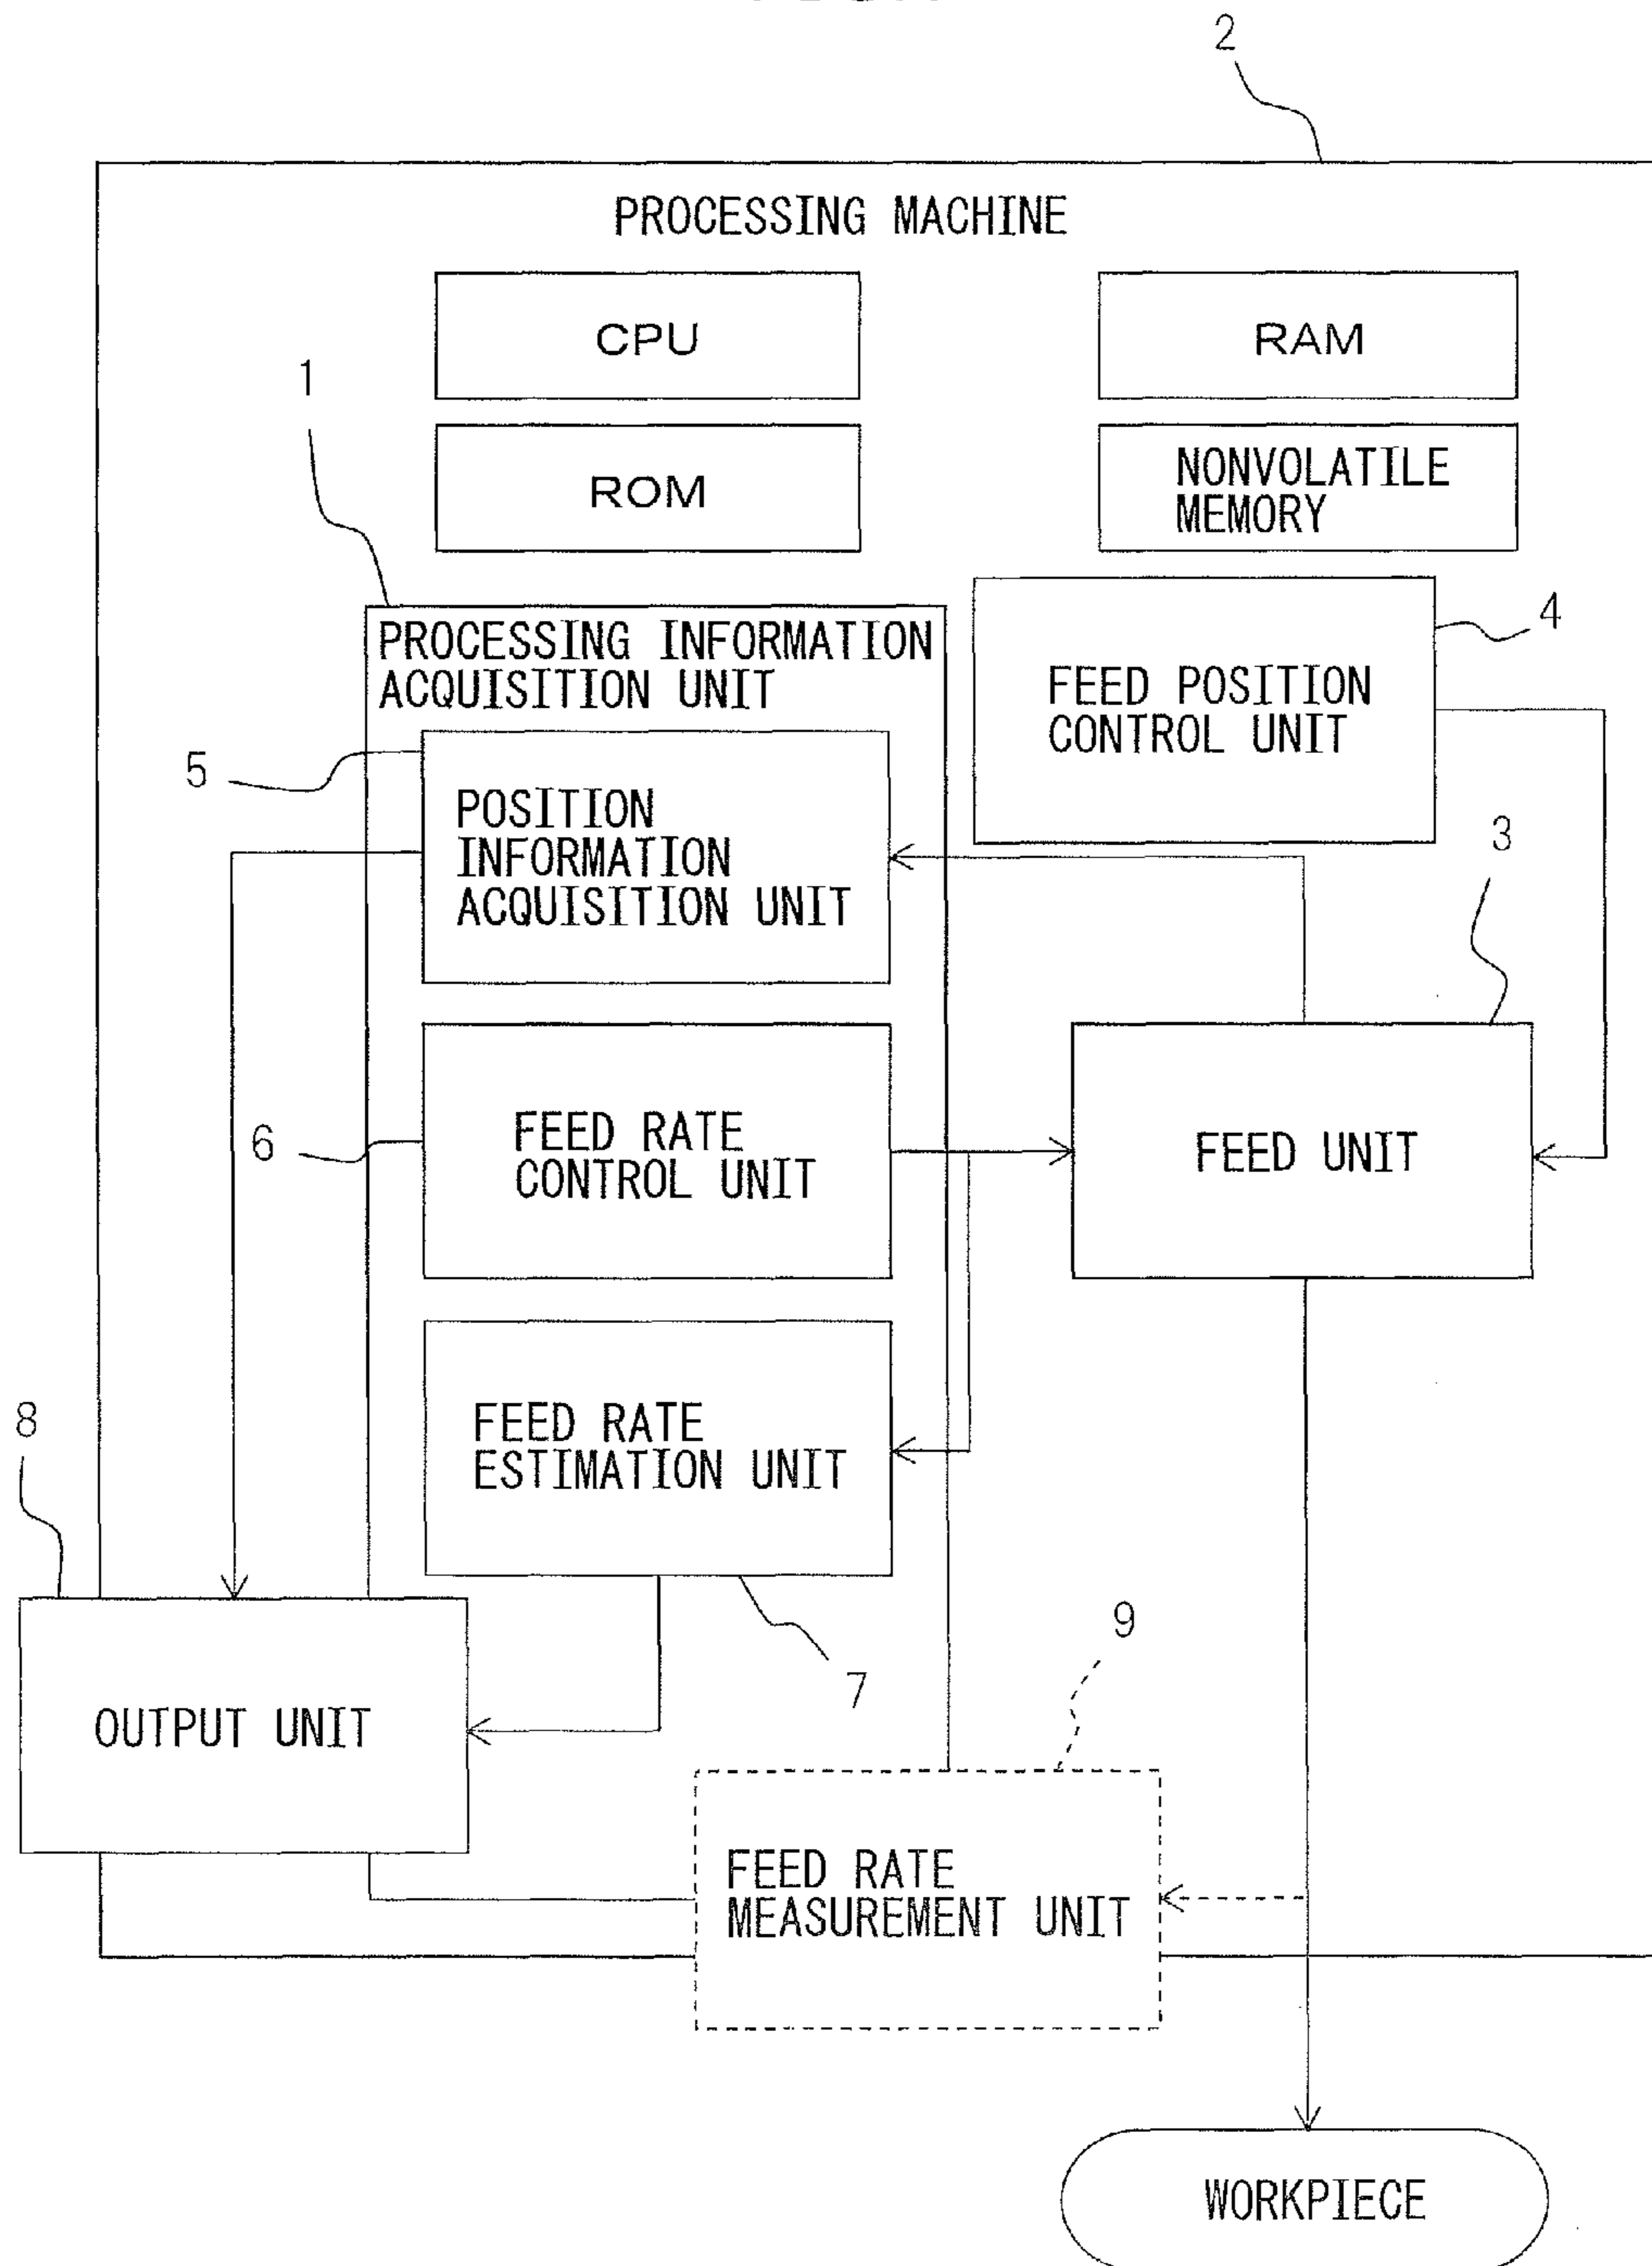 2
PROCESSING MACHINE
CPU
RAM
1
ROM
NONVOLATILE
MEMORY
PROCESSING INFORMATION
ACQUISITION UNIT
4
FEED POSITION
CONTROL UNIT
5
POSITION
INFORMATION
ACQUISITION UNIT
3
6
FEED RATE
CONTROL UNIT
FEED UNIT
8
FEED RATE
ESTIMATION UNIT
7
9
OUTPUT UNIT
FEED RATE
MEASUREMENT UNIT
WORKPIECE